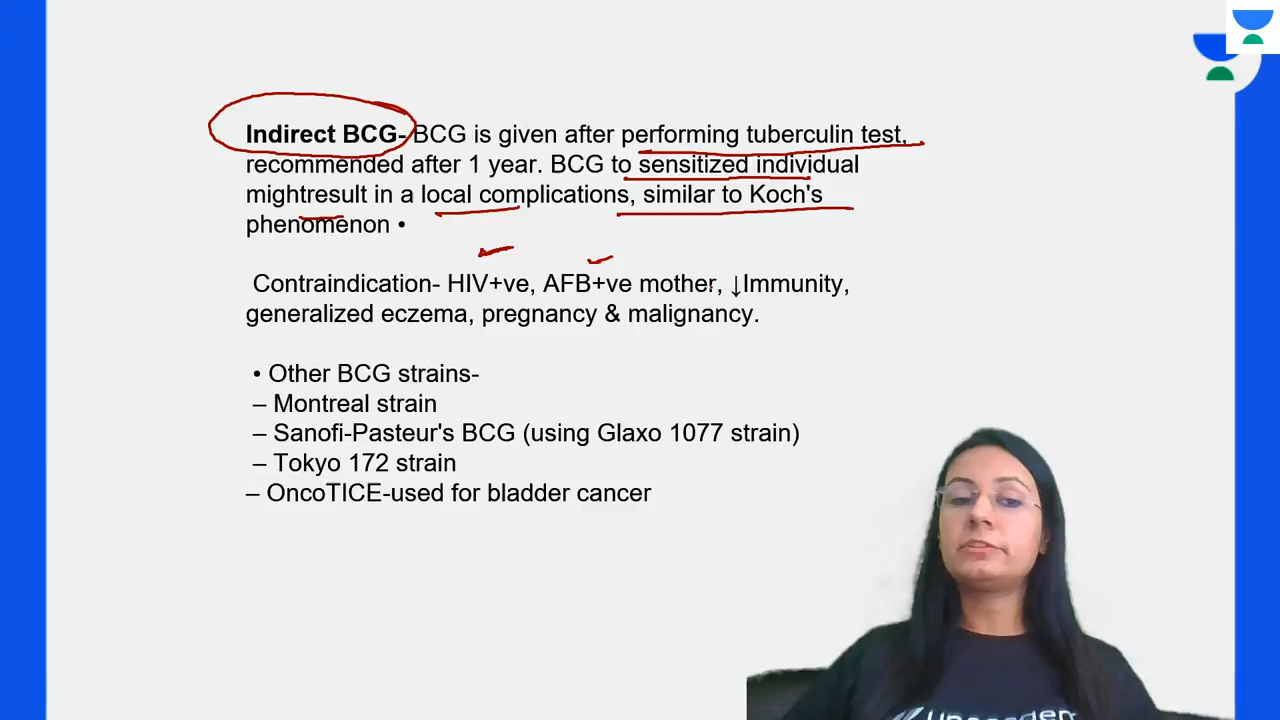 Indirect BCG- BCG is given after performing tuberculin test,
recommended after 1 year. BCG to sensitized individual
mightresult in a local complications, similar to Koch's
phenomenon •
Contraindication- HIV+ve, AFB+ve mother, ↓Immunity,
generalized eczema, pregnancy & malignancy.
• Other BCG strains-
– Montreal strain
– Sanofi-Pasteur's BCG (using Glaxo 1077 strain)
– Tokyo 172 strain
– OncoTICE-used for bladder cancer